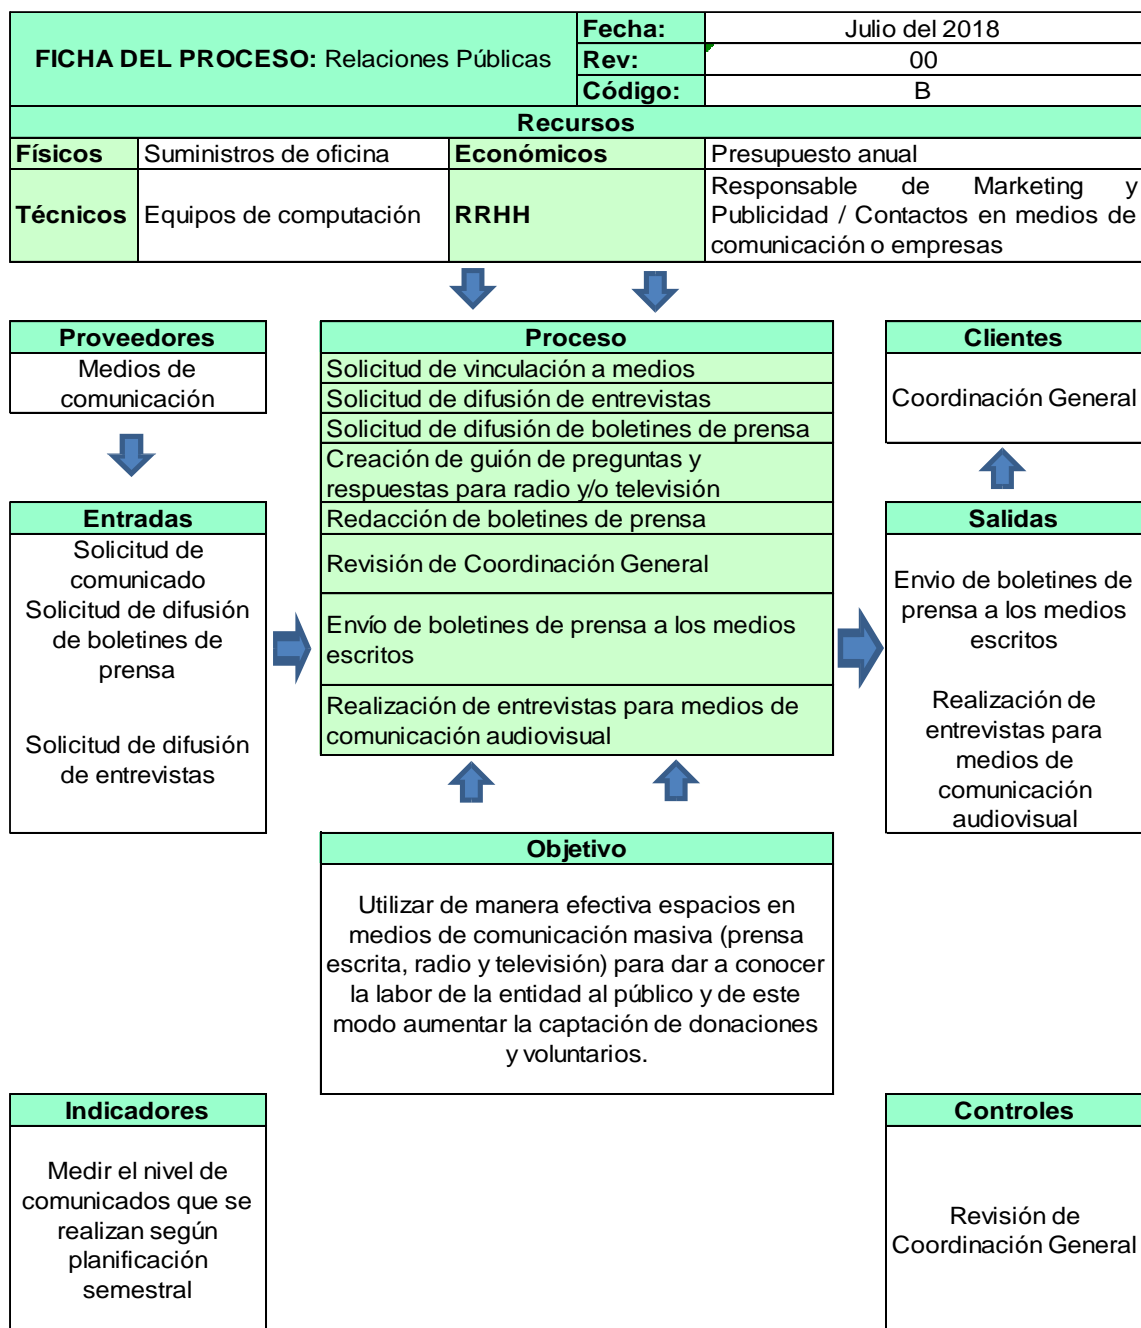 FICHA DEL PROCESO: Relaciones Públicas
Fecha: Julio del 2018
Rev: 00
Código: B
Recursos
Físicos Suministros de oficina Económicos Presupuesto anual
Técnicos Equipos de computación RRHH
Responsable de Marketing y
Publicidad / Contactos en medios de
comunicación o empresas
Proveedores
Medios de
comunicación
Entradas
Solicitud de
comunicado
Solicitud de difusión
de boletines de
prensa
Solicitud de difusión
de entrevistas
Proceso
Solicitud de vinculación a medios
Solicitud de difusión de entrevistas
Solicitud de difusión de boletines de prensa
Creación de guión de preguntas y
respuestas para radio y/o televisión
Redacción de boletines de prensa
Revisión de Coordinación General
Envío de boletines de prensa a los medios
escritos
Realización de entrevistas para medios de
comunicación audiovisual
Clientes
Coordinación General
Salidas
Envio de boletines de
prensa a los medios
escritos
Realización de
entrevistas para
medios de
comunicación
audiovisual
Objetivo
Utilizar de manera efectiva espacios en
medios de comunicación masiva (prensa
escrita, radio y televisión) para dar a conocer
la labor de la entidad al público y de este
modo aumentar la captación de donaciones
y voluntarios.
Indicadores
Medir el nivel de
comunicados que se
realizan según
planificación
semestral
Controles
Revisión de
Coordinación General